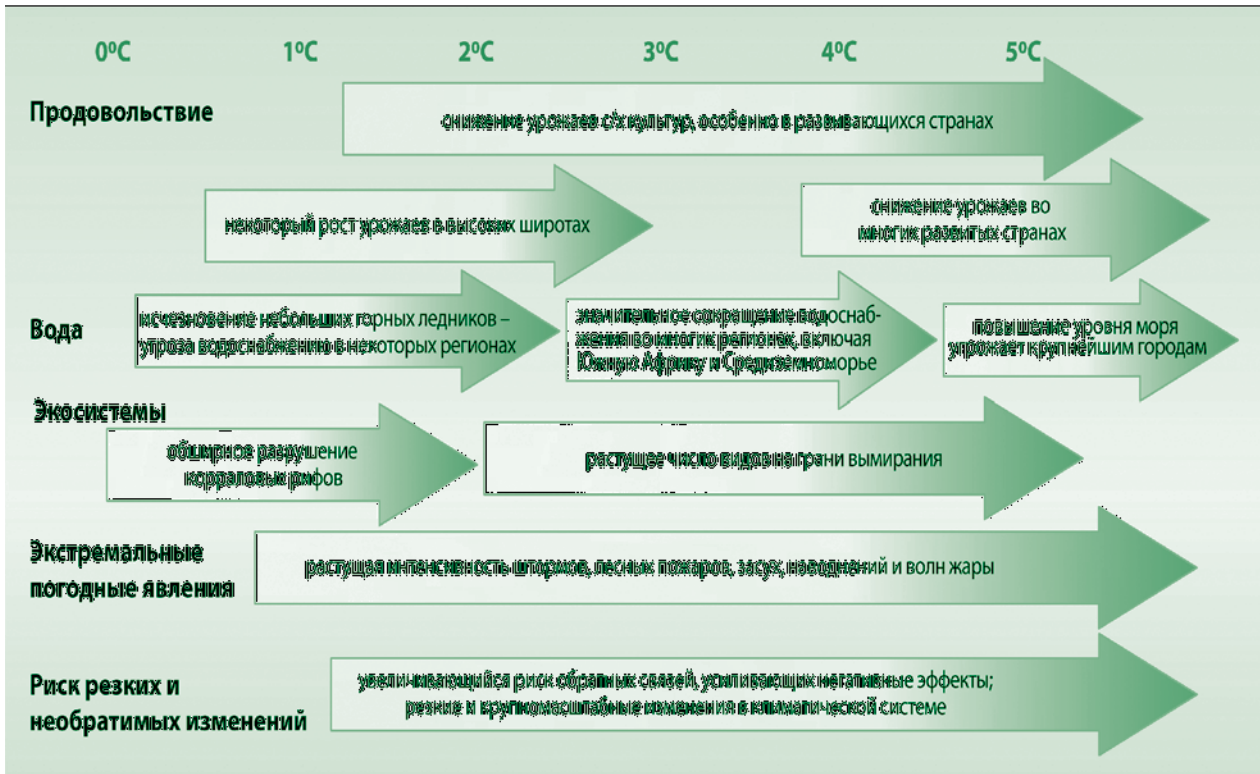 0ºC 1ºC 2ºC 3ºC 4ºC 5ºC
Продовольствие
снижение урожаев с/х культур, особенно в развивающихся странах
некоторый рост урожаев в высоких широтах
снижение урожаев во
многих развитых странах
Вода
исчезновение небольших горных ледников –
угроза водоснабжению в некоторых регионах
значительное сокращение водоснаб-
жения во многих регионах, включая
Южную Африку и Средиземноморье
повышение уровня моря
угрожает крупнейшим городам
Экосистемы
обширное разрушение
корраловых рифов
растущее число видов на грани вымирания
Экстремальные
погодные явления
растущая интенсивность штормов, лесных пожаров, засух, наводнений и волн жары
Риск резких и
необратимых изменений
увеличивающийся риск обратных связей, усиливающих негативные эффекты;
резкие и крупномасштабные изменения в климатической системе